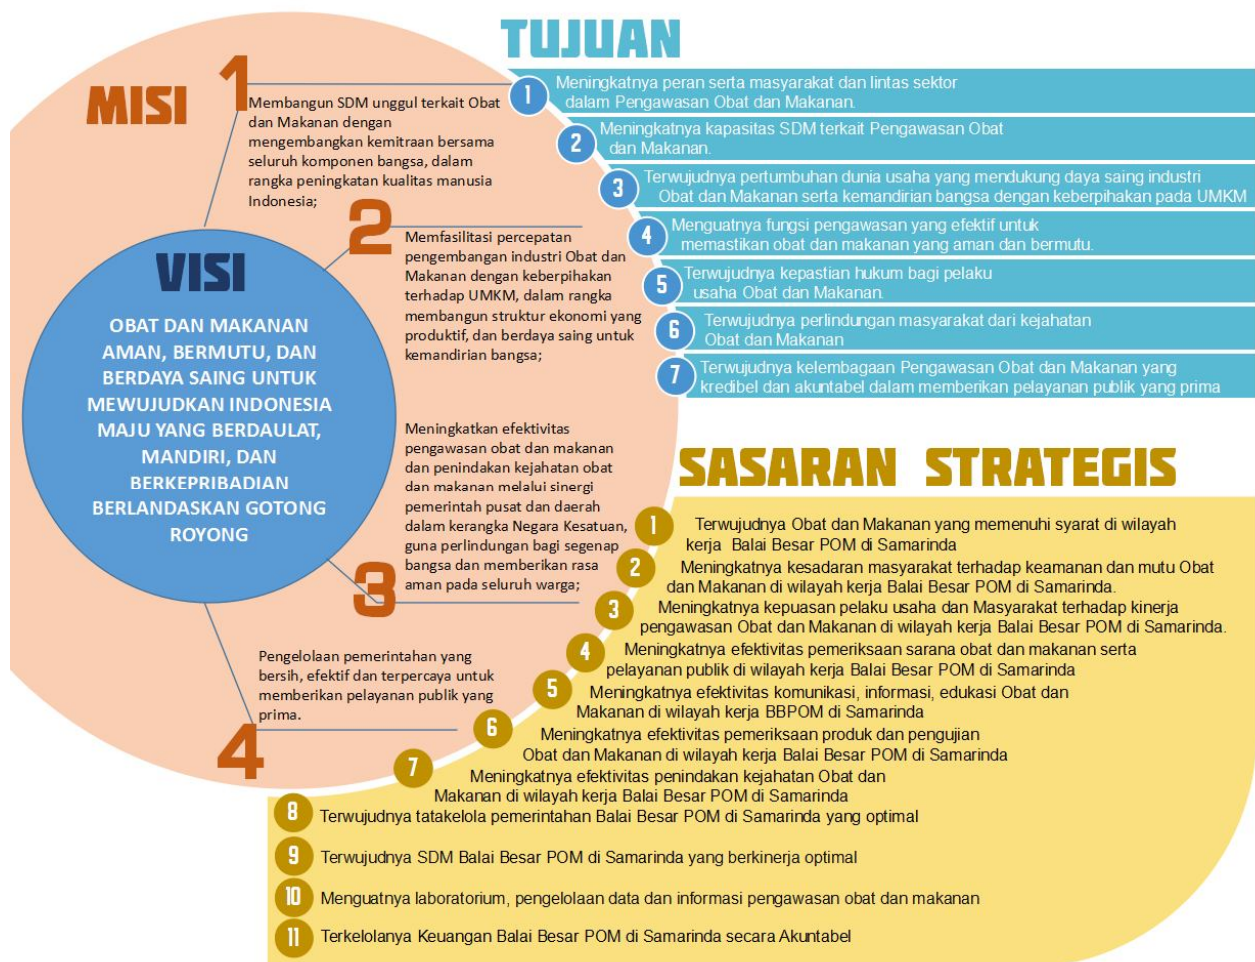 MISI
1
Membangun SDM unggul terkait Obat
dan Makanan dengan
mengembangkan kemitraan bersama
seluruh komponen bangsa, dalam
rangka peningkatan kualitas manusia
Indonesia;
2
Memfasilitasi percepatan
pengembangan industri Obat dan
Makanan dengan keberpihakan
terhadap UMKM, dalam rangka
membangun struktur ekonomi yang
produktif, dan berdaya saing untuk
kemandirian bangsa;
3
Meningkatkan efektivitas
pengawasan obat dan makanan
dan penindakan kejahatan obat
dan makanan melalui sinergi
pemerintah pusat dan daerah
dalam kerangka Negara Kesatuan,
guna perlindungan bagi segenap
bangsa dan memberikan rasa
aman pada seluruh warga;
4
Pengelolaan pemerintahan yang
bersih, efektif dan terpercaya untuk
memberikan pelayanan publik yang
prima.
VISI
OBAT DAN MAKANAN
AMAN, BERMUTU, DAN
BERDAYA SAING UNTUK
MEWUJUDKAN INDONESIA
MAJU YANG BERDAULAT,
MANDIRI, DAN
BERKEPRIBADIAN
BERLANDASKAN GOTONG
ROYONG
TUJUAN
1 Meningkatnya peran serta masyarakat dan lintas sektor
dalam Pengawasan Obat dan Makanan.
2 Meningkatnya kapasitas SDM terkait Pengawasan Obat
dan Makanan.
3 Terwujudnya pertumbuhan dunia usaha yang mendukung daya saing industri
Obat dan Makanan serta kemandirian bangsa dengan keberpihakan pada UMKM
4 Menguatnya fungsi pengawasan yang efektif untuk
memastikan obat dan makanan yang aman dan bermutu.
5 Terwujudnya kepastian hukum bagi pelaku
usaha Obat dan Makanan.
6 Terwujudnya perlindungan masyarakat dari kejahatan
Obat dan Makanan
7 Terwujudnya kelembagaan Pengawasan Obat dan Makanan yang
kredibel dan akuntabel dalam memberikan pelayanan publik yang prima
SASARAN STRATEGIS
1 Terwujudnya Obat dan Makanan yang memenuhi syarat di wilayah
kerja Balai Besar POM di Samarinda
2 Meningkatnya kesadaran masyarakat terhadap keamanan dan mutu Obat
dan Makanan di wilayah kerja Balai Besar POM di Samarinda.
3 Meningkatnya kepuasan pelaku usaha dan Masyarakat terhadap kinerja
pengawasan Obat dan Makanan di wilayah kerja Balai Besar POM di Samarinda.
4 Meningkatnya efektivitas pemeriksaan sarana obat dan makanan serta
pelayanan publik di wilayah kerja Balai Besar POM di Samarinda
5 Meningkatnya efektivitas komunikasi, informasi, edukasi Obat dan
Makanan di wilayah kerja BBPOM di Samarinda
6 Meningkatnya efektivitas pemeriksaan produk dan pengujian
Obat dan Makanan di wilayah kerja Balai Besar POM di Samarinda
7 Meningkatnya efektivitas penindakan kejahatan Obat dan
Makanan di wilayah kerja Balai Besar POM di Samarinda
8 Terwujudnya tatakelola pemerintahan Balai Besar POM di Samarinda yang optimal
9 Terwujudnya SDM Balai Besar POM di Samarinda yang berkinerja optimal
10 Menguatnya laboratorium, pengelolaan data dan informasi pengawasan obat dan makanan
11 Terkelolanya Keuangan Balai Besar POM di Samarinda secara Akuntabel